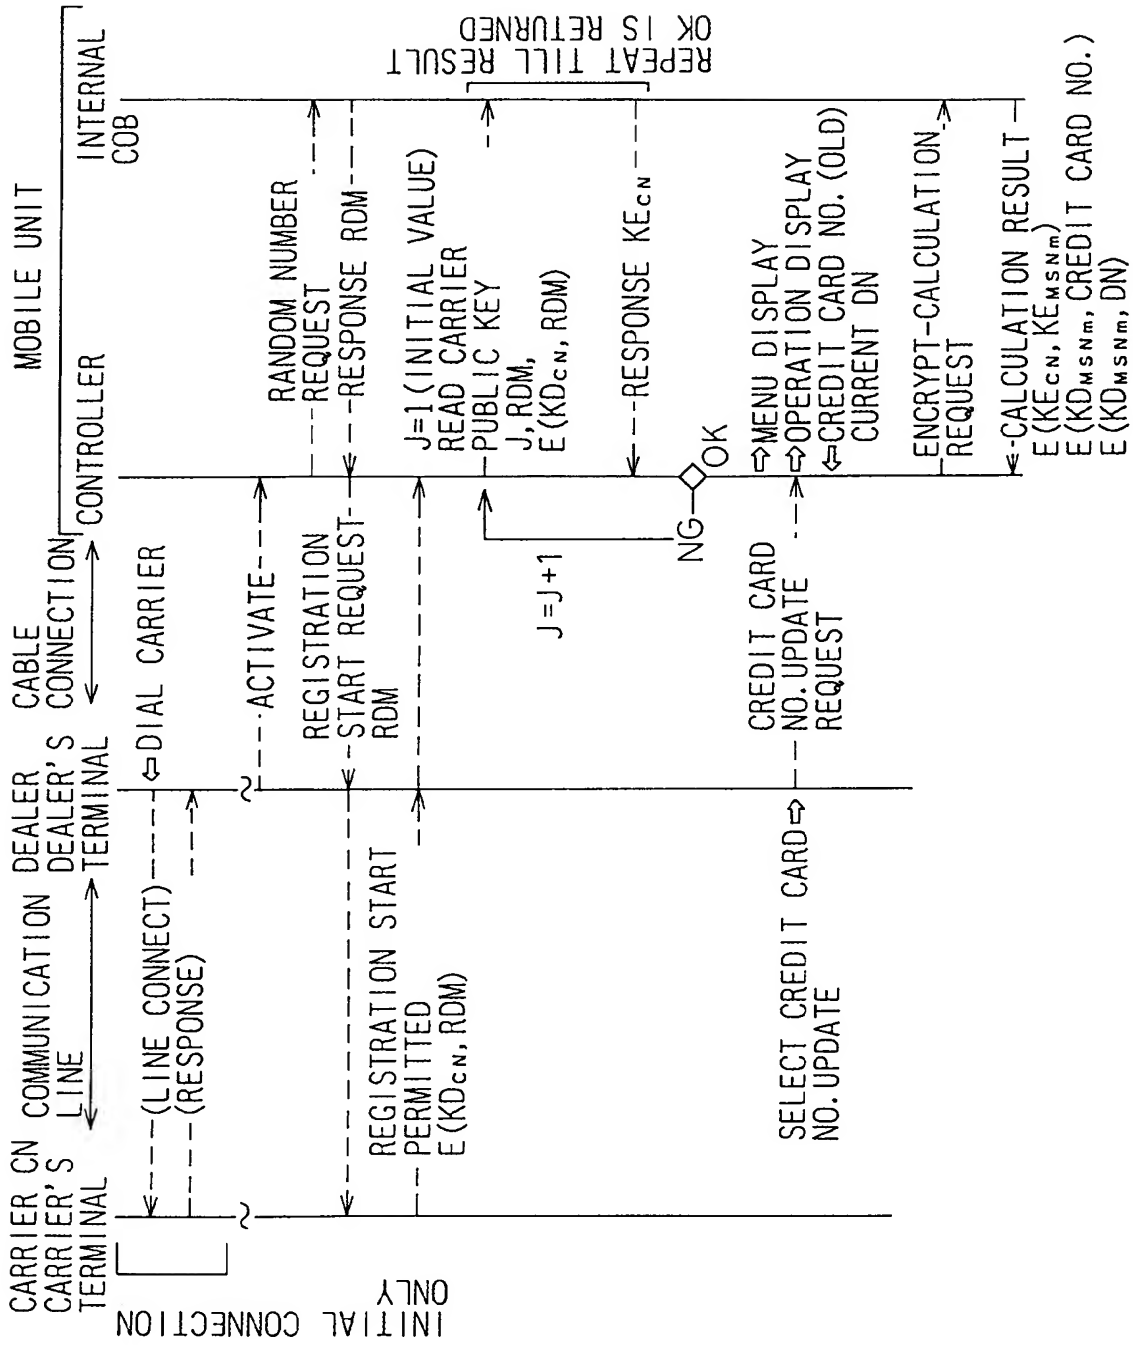 CARRIER CN
CARRIER'S
TERMINAL
COMMUNICATION
LINE
DEALER
DEALER'S
TERMINAL
CABLE
CONNECTION
MOBILE UNIT
CONTROLLER
INTERNAL
COB
INITIAL CONNECTION
ONLY
DIAL CARRIER
(LINE CONNECT)
(RESPONSE)
ACTIVATE
RANDOM NUMBER
REQUEST
RESPONSE RDM
REGISTRATION
START REQUEST
RDM
REGISTRATION START
PERMITTED
E(KDCN, RDM)
J=1(INITIAL VALUE)
READ CARRIER
PUBLIC KEY
J, RDM,
E(KDCN, RDM)
REPEAT TILL RESULT
OK IS RETURNED
RESPONSE KECN
J=J+1
NG
OK
SELECT CREDIT CARD
NO. UPDATE
CREDIT CARD
NO. UPDATE
REQUEST
MENU DISPLAY
OPERATION DISPLAY
CREDIT CARD NO. (OLD)
CURRENT DN
ENCRYPT-CALCULATION
REQUEST
CALCULATION RESULT
E(KECN, KEMSNm)
E(KDMSNm, CREDIT CARD NO.)
E(KDMSNm, DN)